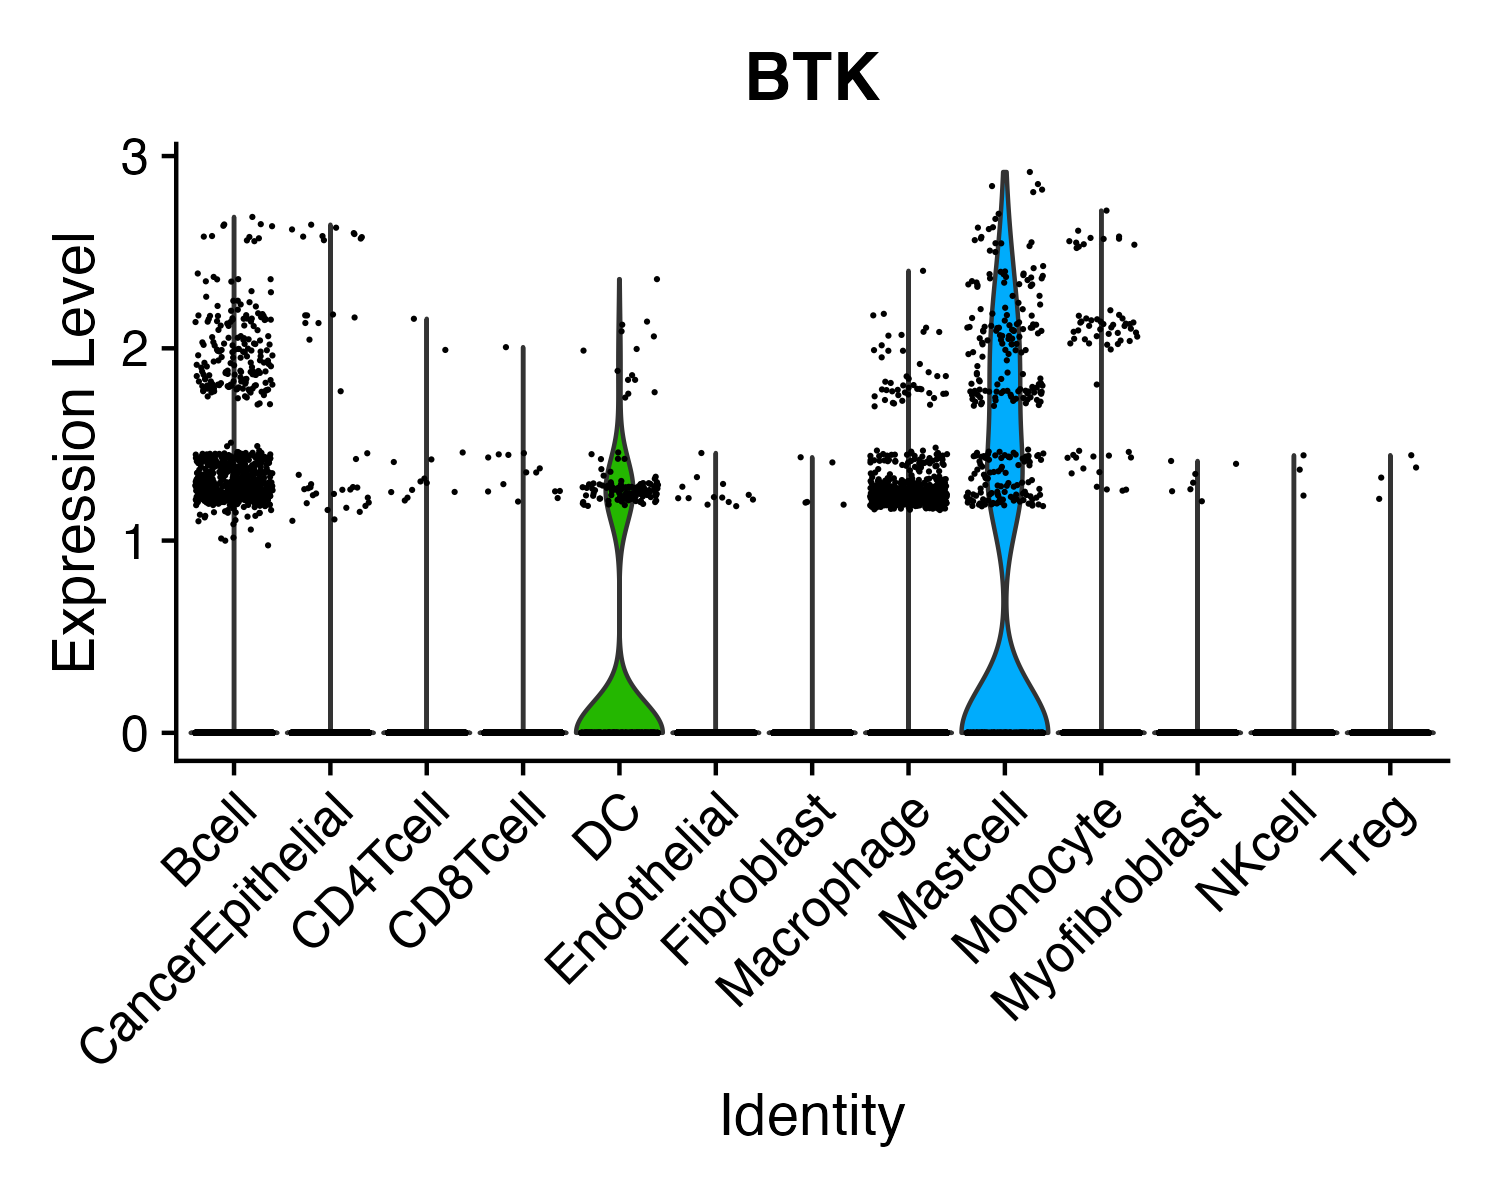 BTK
Expression Level
3
2
1
0
Bcell
CancerEpithelial
CD4Tcell
CD8Tcell
DC
Endothelial
Fibroblast
Macrophage
Mastcell
Monocyte
Myofibroblast
NKcell
Treg
Identity